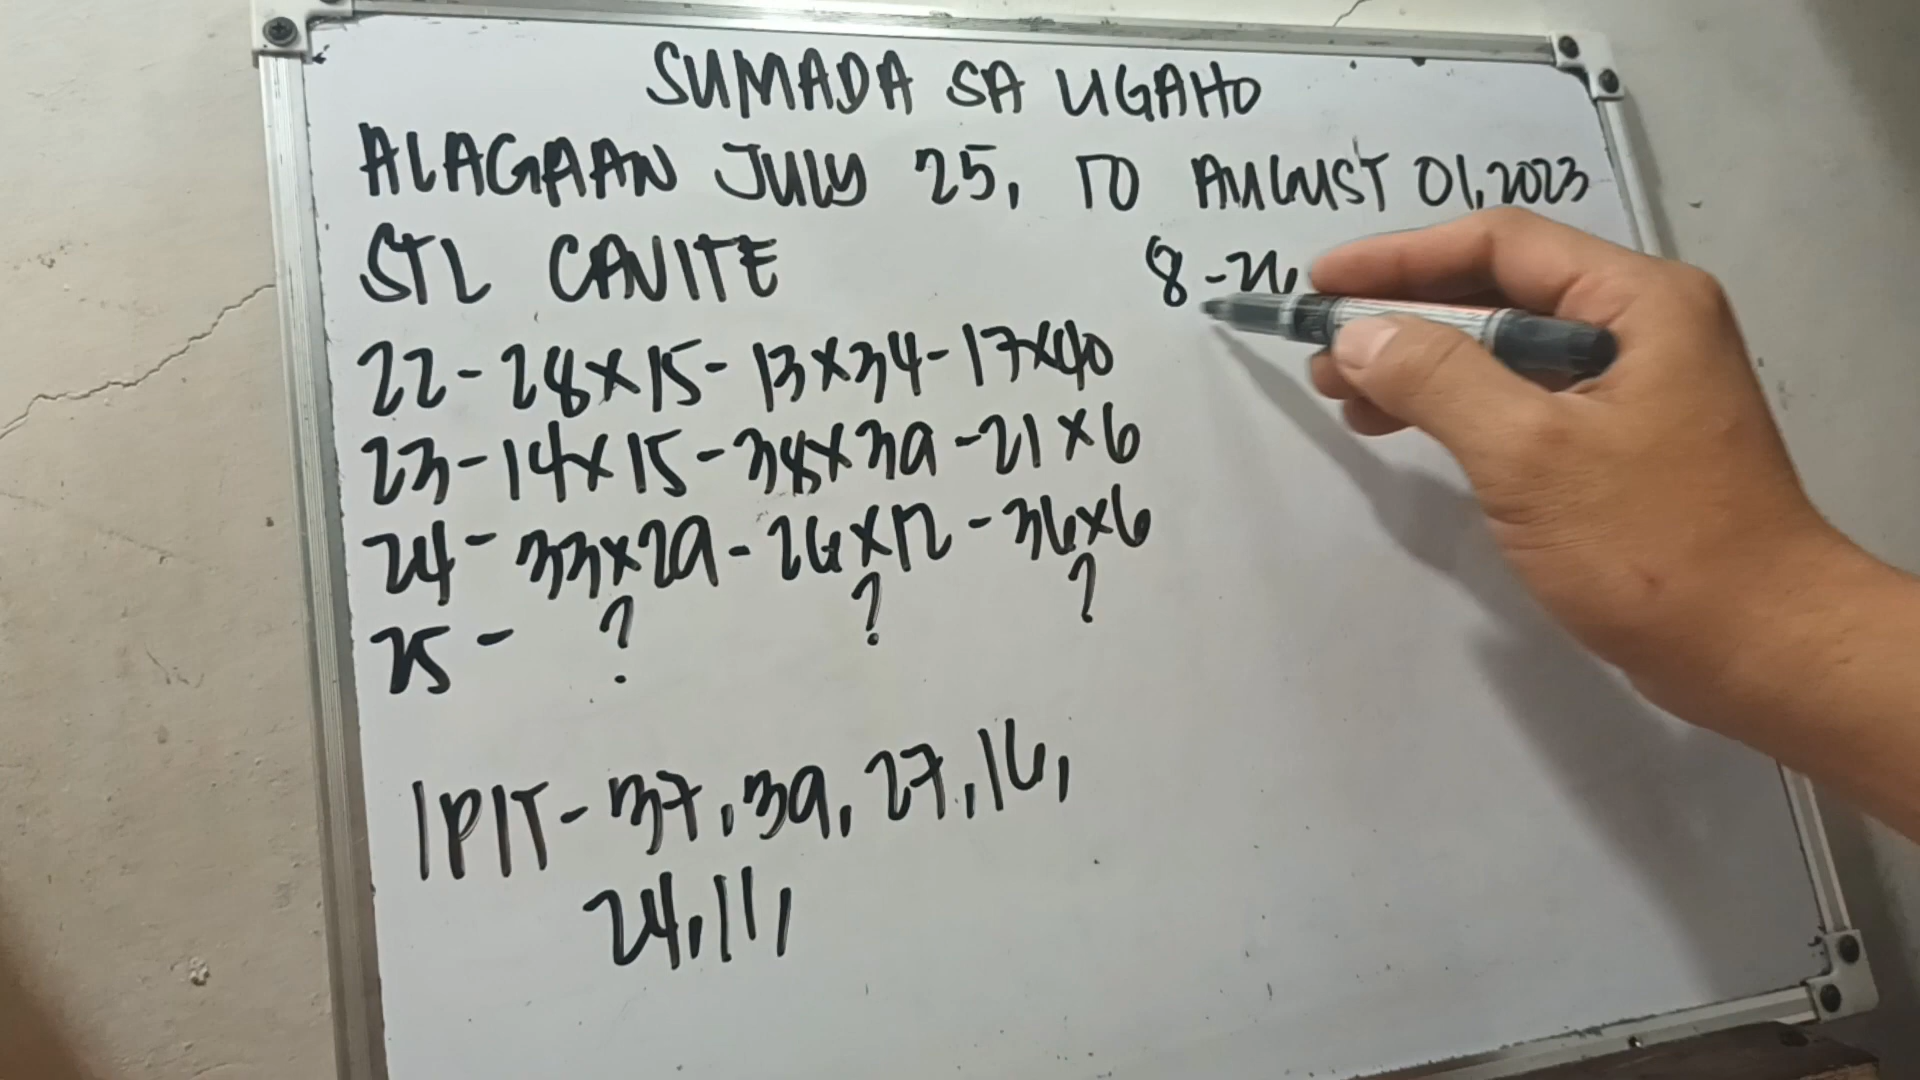 SUMADA SA UGAHO
ALAGAAN JULY 25, TO AUGUST 01, 2023
STL CAVITE
8-
22-28x15-13x34-17x40
23-14x15-38x39-21x6
24-33x29-26x12-36x6
25- ? ? ?
IPIT-37, 39, 27, 16,
24, 11,